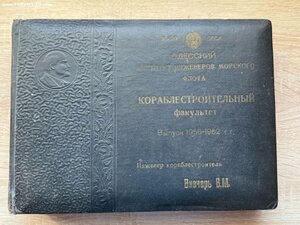 ОДЕССКИЙ
ИНСТИТУТ ИНЖЕНЕРОВ МОРСКОГО
ФЛОТА
КОРАБЛЕСТРОИТЕЛЬНЫЙ
факультет
Выпуск 1956-1962 г.г.
Инженер кораблестроитель
В.М.